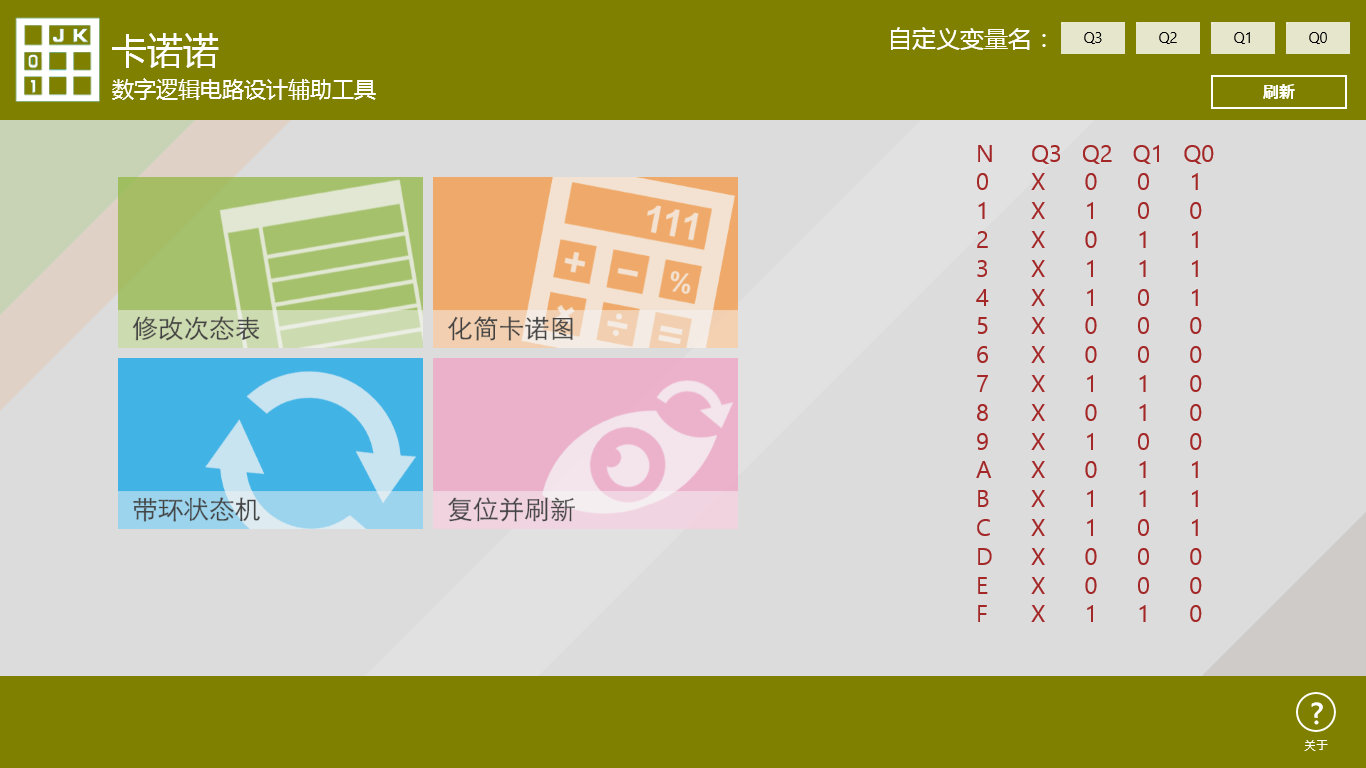 JK
0
1
卡诺诺
数字逻辑电路设计辅助工具
自定义变量名： Q3 Q2 Q1 Q0
刷新
111
+ − %
× ÷ =
修改次态表
化简卡诺图
带环状态机
复位并刷新
N Q3 Q2 Q1 Q0
0 X 0 0 1
1 X 1 0 0
2 X 0 1 1
3 X 1 1 1
4 X 1 0 1
5 X 0 0 0
6 X 0 0 0
7 X 1 1 0
8 X 0 1 0
9 X 1 0 0
A X 0 1 1
B X 1 1 1
C X 1 0 1
D X 0 0 0
E X 0 0 0
F X 1 1 0
?
关于